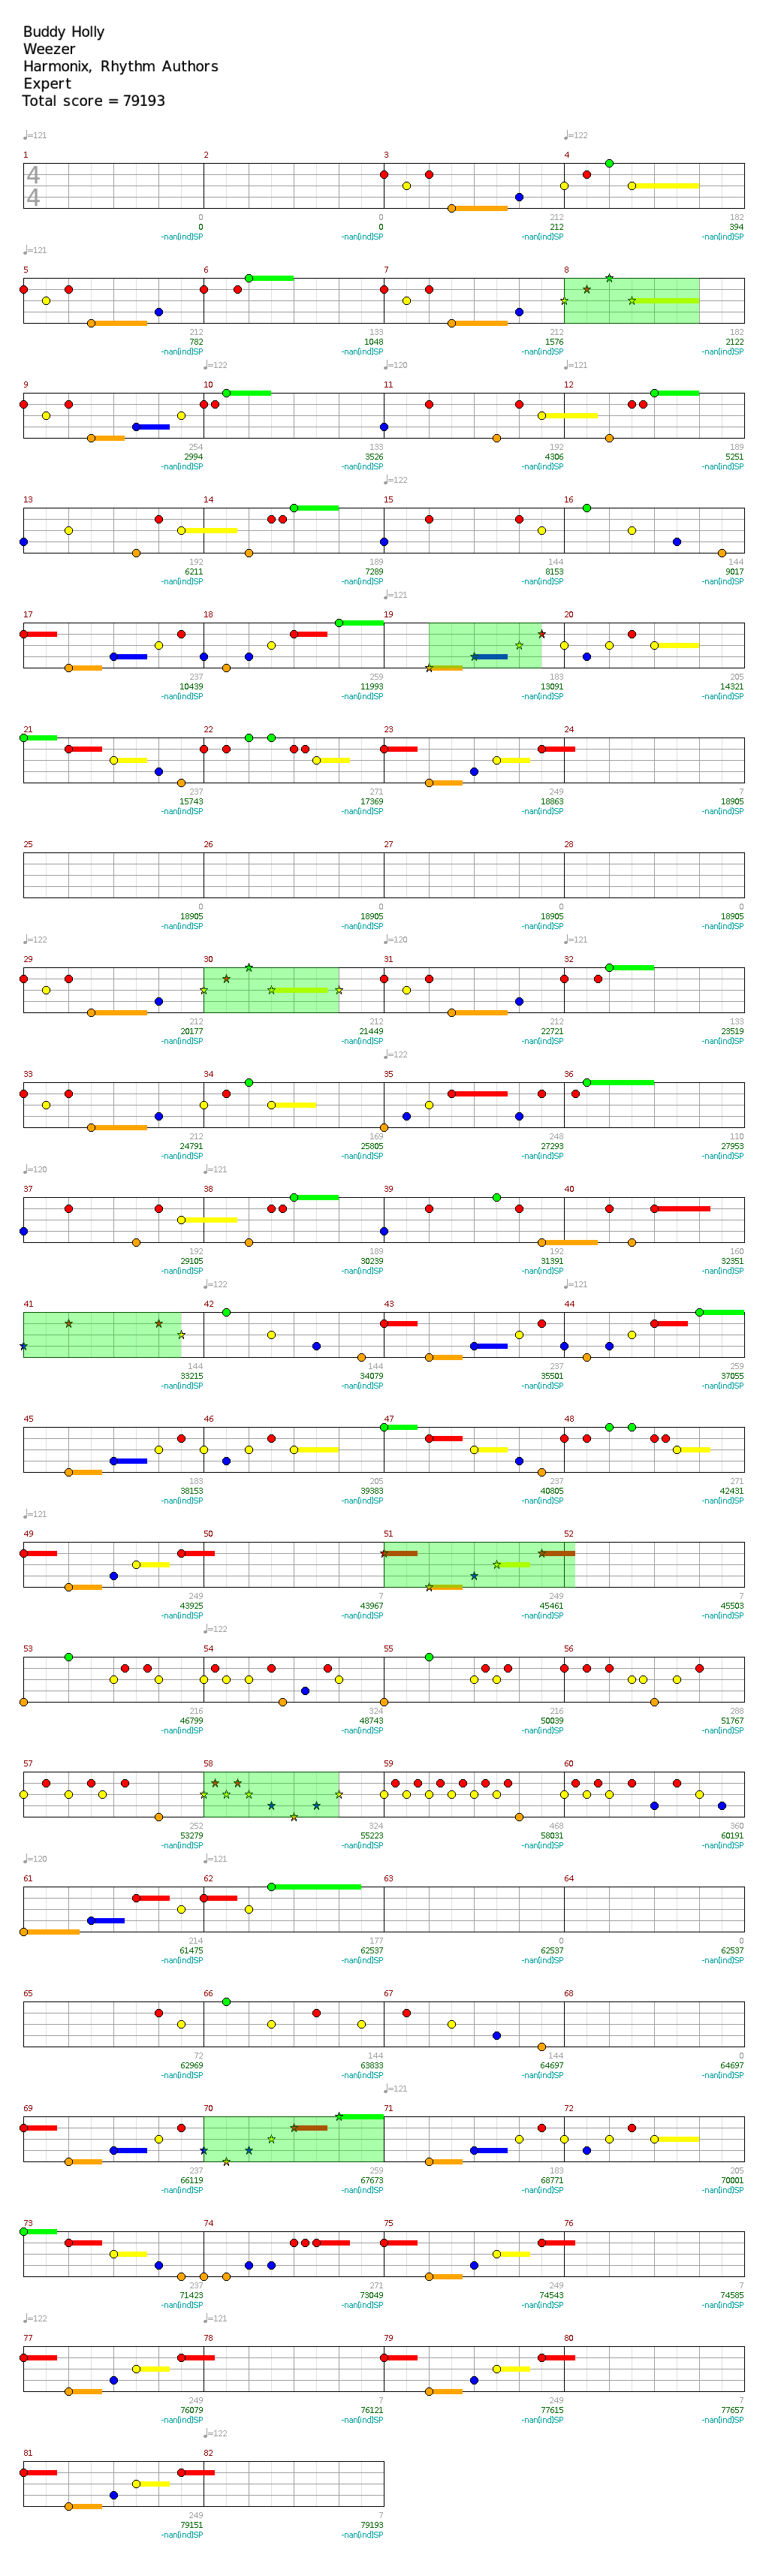 Buddy Holly
Weezer
Harmonix, Rhythm Authors
Expert
Total score = 79193
♩=121 ♩=122
1 2 3 4
4
4
0 0 212 182
0 0 212 394
-nan(ind)SP -nan(ind)SP -nan(ind)SP -nan(ind)SP
♩=121
5 6 7 8
212 133 212 182
782 1048 1576 2122
-nan(ind)SP -nan(ind)SP -nan(ind)SP -nan(ind)SP
♩=122 ♩=120 ♩=121
9 10 11 12
254 133 192 189
2994 3526 4306 5251
-nan(ind)SP -nan(ind)SP -nan(ind)SP -nan(ind)SP
♩=122
13 14 15 16
192 189 144 144
6211 7289 8153 9017
-nan(ind)SP -nan(ind)SP -nan(ind)SP -nan(ind)SP
♩=121
17 18 19 20
237 259 183 205
10439 11993 13091 14321
-nan(ind)SP -nan(ind)SP -nan(ind)SP -nan(ind)SP
21 22 23 24
237 271 249 7
15743 17369 18863 18905
-nan(ind)SP -nan(ind)SP -nan(ind)SP -nan(ind)SP
25 26 27 28
0 0 0 0
18905 18905 18905 18905
-nan(ind)SP -nan(ind)SP -nan(ind)SP -nan(ind)SP
♩=122 ♩=120 ♩=121
29 30 31 32
212 212 212 133
20177 21449 22721 23519
-nan(ind)SP -nan(ind)SP -nan(ind)SP -nan(ind)SP
♩=122
33 34 35 36
212 169 248 110
24791 25805 27293 27953
-nan(ind)SP -nan(ind)SP -nan(ind)SP -nan(ind)SP
♩=120 ♩=121
37 38 39 40
192 189 192 160
29105 30239 31391 32351
-nan(ind)SP -nan(ind)SP -nan(ind)SP -nan(ind)SP
♩=122 ♩=121
41 42 43 44
144 144 237 259
33215 34079 35501 37055
-nan(ind)SP -nan(ind)SP -nan(ind)SP -nan(ind)SP
45 46 47 48
183 205 237 271
38153 39383 40805 42431
-nan(ind)SP -nan(ind)SP -nan(ind)SP -nan(ind)SP
♩=121
49 50 51 52
249 7 249 7
43925 43967 45461 45503
-nan(ind)SP -nan(ind)SP -nan(ind)SP -nan(ind)SP
♩=122
53 54 55 56
216 324 216 288
46799 48743 50039 51767
-nan(ind)SP -nan(ind)SP -nan(ind)SP -nan(ind)SP
57 58 59 60
252 324 468 360
53279 55223 58031 60191
-nan(ind)SP -nan(ind)SP -nan(ind)SP -nan(ind)SP
♩=120 ♩=121
61 62 63 64
214 177 0 0
61475 62537 62537 62537
-nan(ind)SP -nan(ind)SP -nan(ind)SP -nan(ind)SP
65 66 67 68
72 144 144 0
62969 63833 64697 64697
-nan(ind)SP -nan(ind)SP -nan(ind)SP -nan(ind)SP
♩=121
69 70 71 72
237 259 183 205
66119 67673 68771 70001
-nan(ind)SP -nan(ind)SP -nan(ind)SP -nan(ind)SP
73 74 75 76
237 271 249 7
71423 73049 74543 74585
-nan(ind)SP -nan(ind)SP -nan(ind)SP -nan(ind)SP
♩=122 ♩=121
77 78 79 80
249 7 249 7
76079 76121 77615 77657
-nan(ind)SP -nan(ind)SP -nan(ind)SP -nan(ind)SP
♩=122
81 82
249 7
79151 79193
-nan(ind)SP -nan(ind)SP